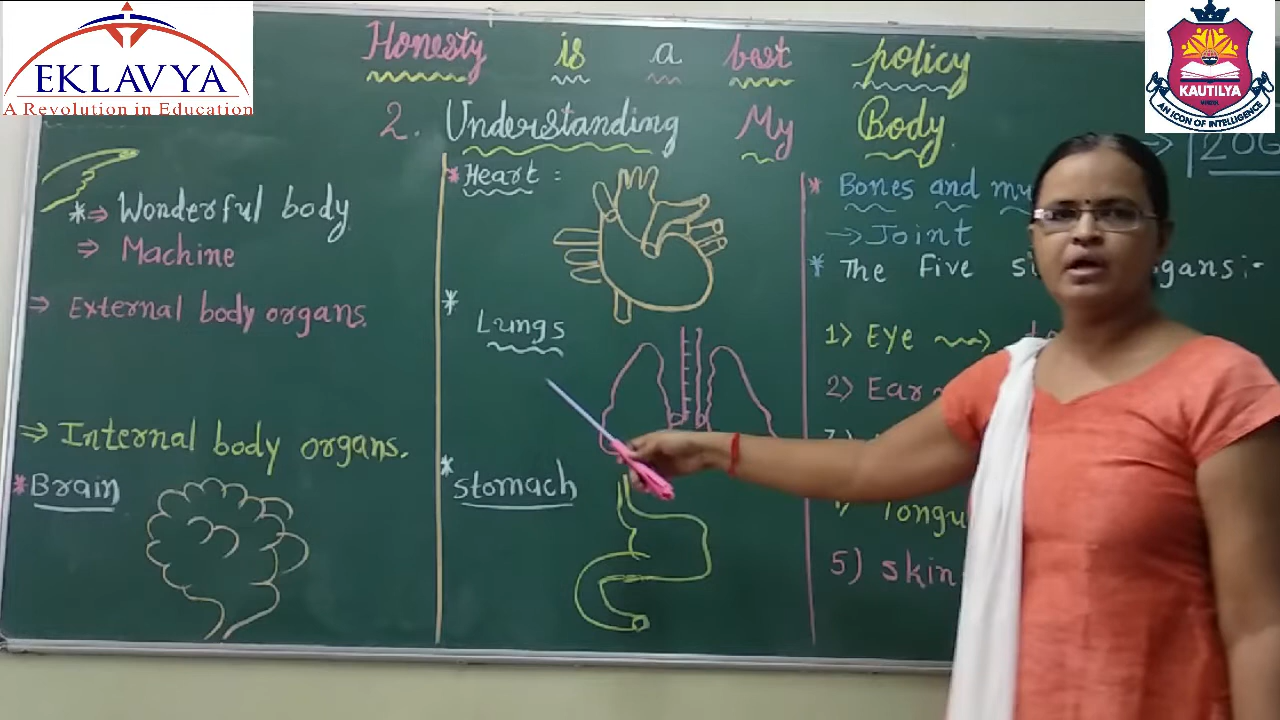 EKLAVYA
A Revolution in Education
KAUTILYA
AN ICON OF INTELLIGENCE
Honesty is a best policy
2. Understanding My Body
⇒ 206
* ⇒ Wonderful body
⇒ Machine
⇒ External body organs.
⇒ Internal body organs.
* Brain
* Heart :
* Lungs
* Stomach
* Bones and
→ Joint
* The Five
1) Eye
2) Ear
5) Skin